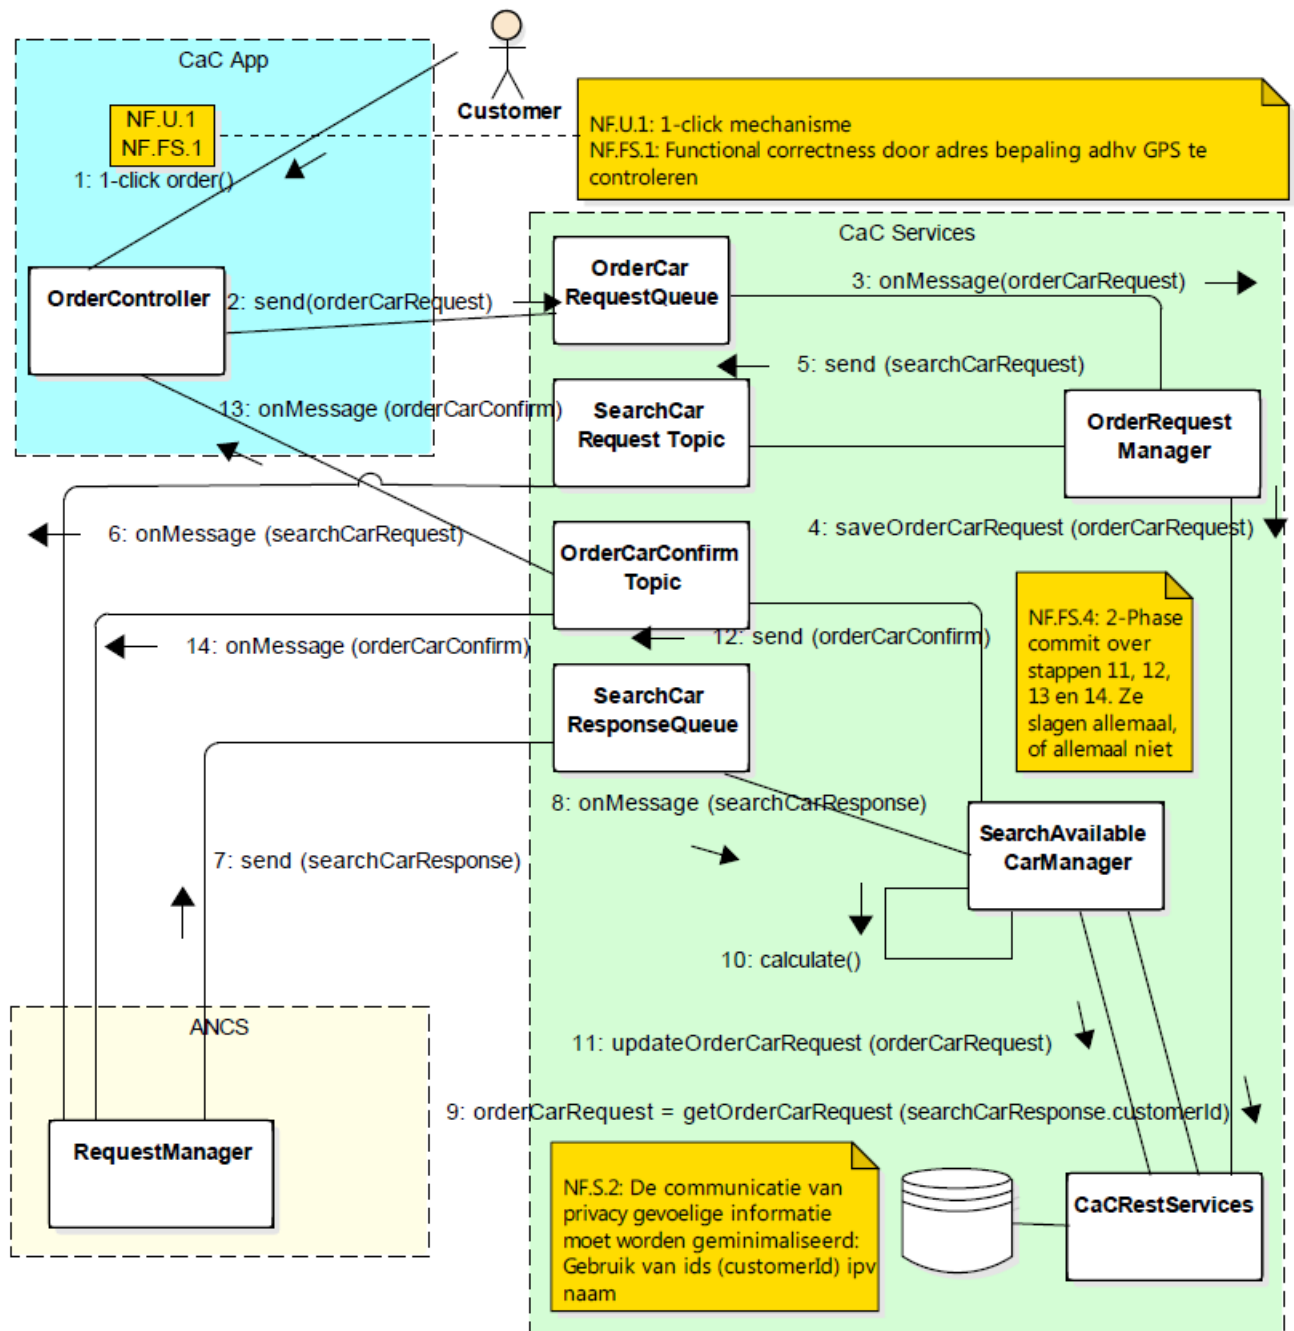 CaC App
Customer
NF.U.1
NF.FS.1
NF.U.1: 1-click mechanisme
NF.FS.1: Functional correctness door adres bepaling adhv GPS te
controleren
1: 1-click order()
CaC Services
OrderController
2: send(orderCarRequest)
OrderCar
RequestQueue
3: onMessage(orderCarRequest)
5: send (searchCarRequest)
13: onMessage (orderCarConfirm)
SearchCar
Request Topic
OrderRequest
Manager
6: onMessage (searchCarRequest)
4: saveOrderCarRequest (orderCarRequest)
OrderCarConfirm
Topic
14: onMessage (orderCarConfirm)
12: send (orderCarConfirm)
NF.FS.4: 2-Phase
commit over
stappen 11, 12,
13 en 14. Ze
slagen allemaal,
of allemaal niet
SearchCar
ResponseQueue
8: onMessage (searchCarResponse)
SearchAvailable
CarManager
7: send (searchCarResponse)
10: calculate()
ANCS
11: updateOrderCarRequest (orderCarRequest)
9: orderCarRequest = getOrderCarRequest (searchCarResponse.customerId)
RequestManager
NF.S.2: De communicatie van
privacy gevoelige informatie
moet worden geminimaliseerd:
Gebruik van ids (customerId) ipv
naam
CaCRestServices